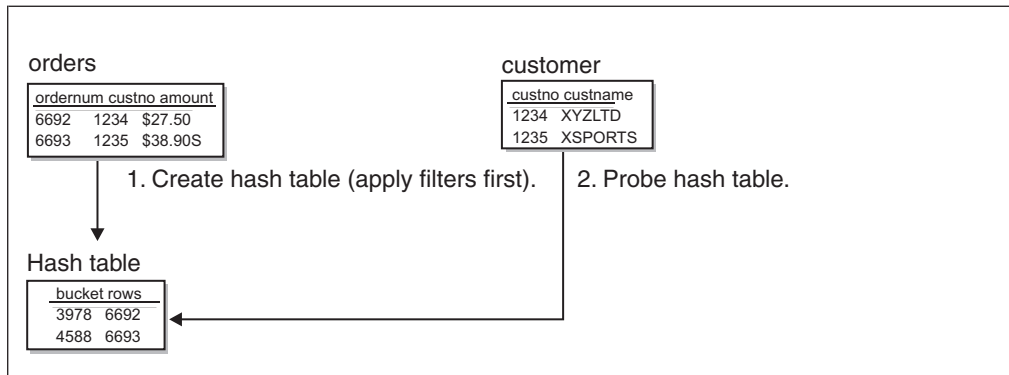 orders
ordernum custno amount
6692 1234 $27.50
6693 1235 $38.90S
customer
custno custname
1234 XYZLTD
1235 XSPORTS
1. Create hash table (apply filters first).
2. Probe hash table.
Hash table
bucket rows
3978 6692
4588 6693